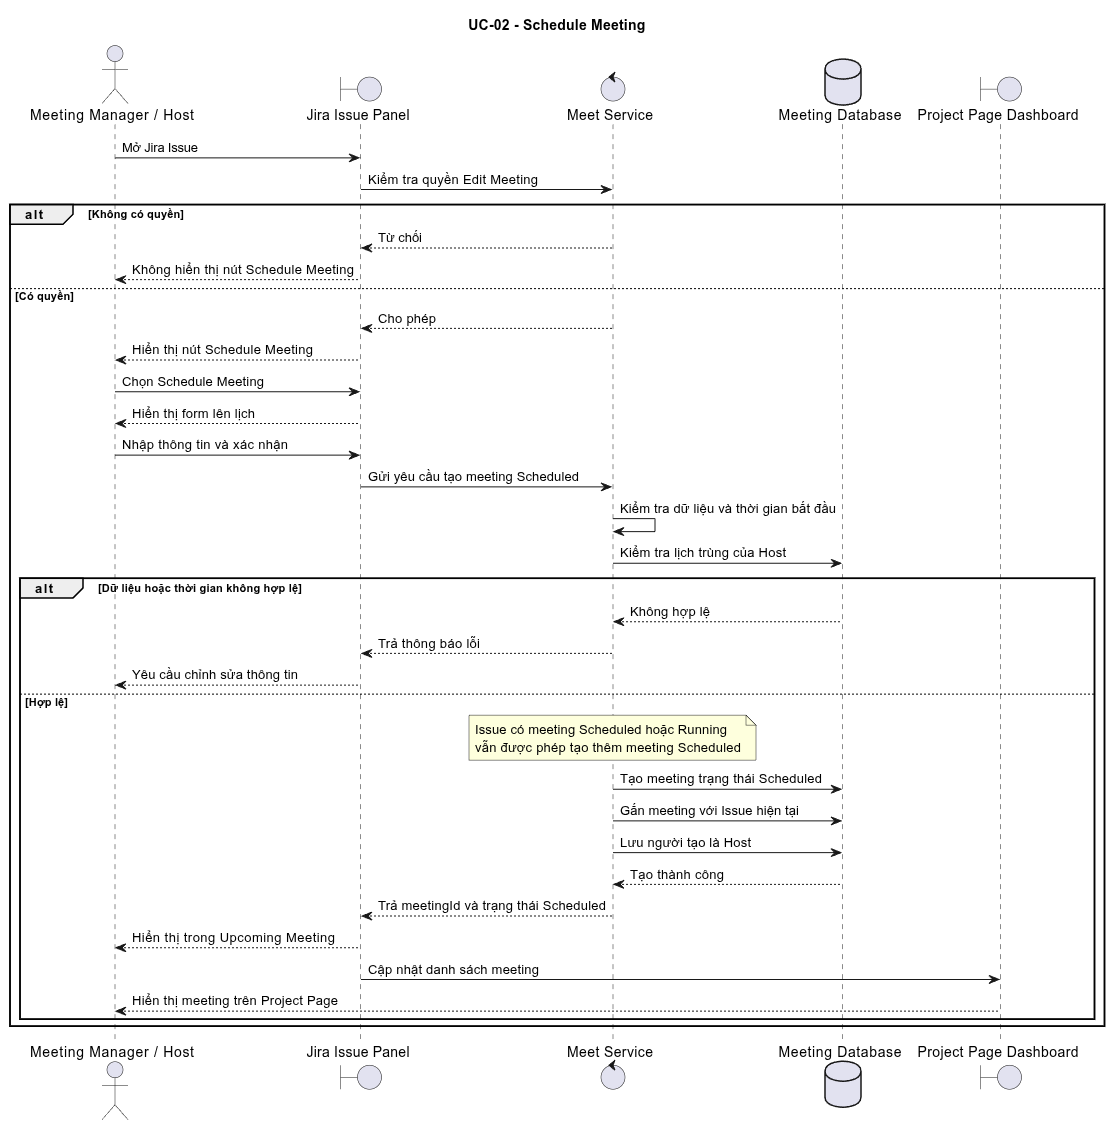 UC-02 - Schedule Meeting
Meeting Manager / Host
Jira Issue Panel
Meet Service
Meeting Database
Project Page Dashboard
Mở Jira Issue
Kiểm tra quyền Edit Meeting
alt
[Không có quyền]
Từ chối
Không hiển thị nút Schedule Meeting
[Có quyền]
Cho phép
Hiển thị nút Schedule Meeting
Chọn Schedule Meeting
Hiển thị form lên lịch
Nhập thông tin và xác nhận
Gửi yêu cầu tạo meeting Scheduled
Kiểm tra dữ liệu và thời gian bắt đầu
Kiểm tra lịch trùng của Host
alt
[Dữ liệu hoặc thời gian không hợp lệ]
Không hợp lệ
Trả thông báo lỗi
Yêu cầu chỉnh sửa thông tin
[Hợp lệ]
Issue có meeting Scheduled hoặc Running
vẫn được phép tạo thêm meeting Scheduled
Tạo meeting trạng thái Scheduled
Gắn meeting với Issue hiện tại
Lưu người tạo là Host
Tạo thành công
Trả meetingId và trạng thái Scheduled
Hiển thị trong Upcoming Meeting
Cập nhật danh sách meeting
Hiển thị meeting trên Project Page
Meeting Manager / Host
Jira Issue Panel
Meet Service
Meeting Database
Project Page Dashboard